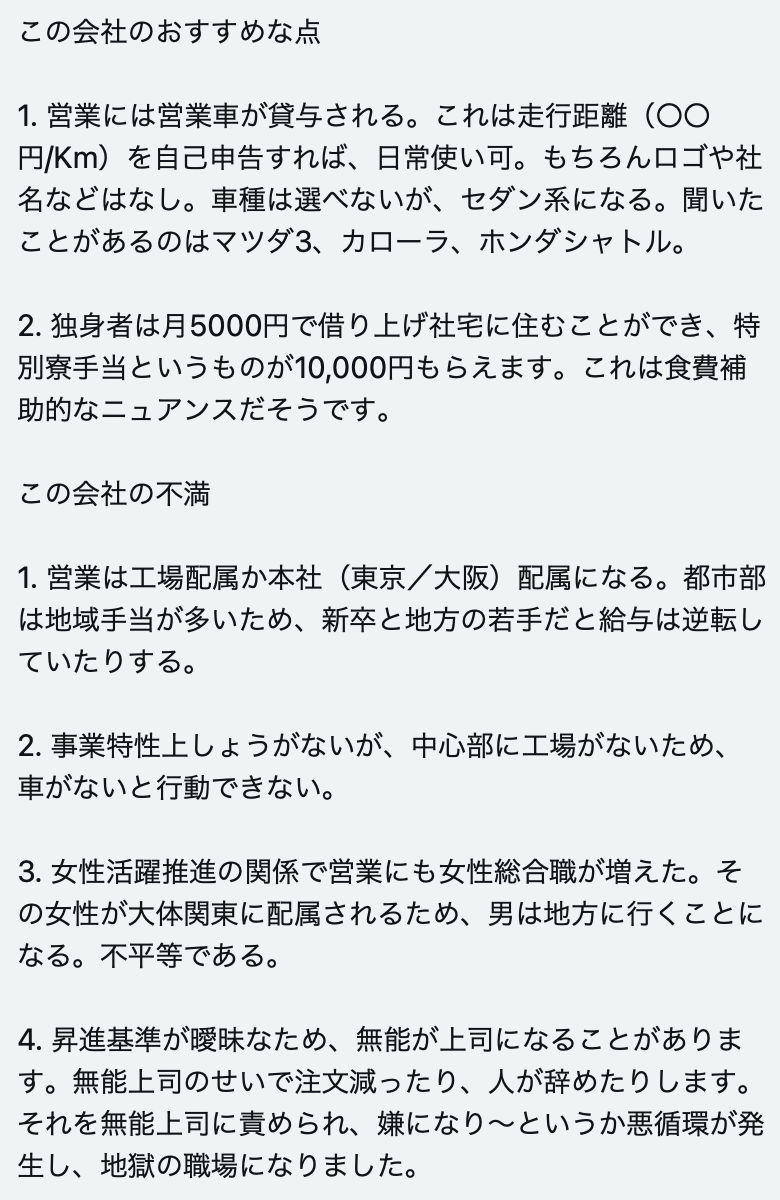 この会社のおすすめな点
1. 営業には営業車が貸与される。これは走行距離（〇〇
円/Km）を自己申告すれば、日常使い可。もちろんロゴや社
名などはなし。車種は選べないが、セダン系になる。聞いた
ことがあるのはマツダ3、カローラ、ホンダシャトル。
2. 独身者は月5000円で借り上げ社宅に住むことができ、特
別寮手当というものが10,000円もらえます。これは食費補
助的なニュアンスだそうです。
この会社の不満
1. 営業は工場配属か本社（東京／大阪）配属になる。都市部
は地域手当が多いため、新卒と地方の若手だと給与は逆転し
ていたりする。
2. 事業特性上しょうがないが、中心部に工場がないため、
車がないと行動できない。
3. 女性活躍推進の関係で営業にも女性総合職が増えた。そ
の女性が大体関東に配属されるため、男は地方に行くことに
なる。不平等である。
4. 昇進基準が曖昧なため、無能が上司になることがありま
す。無能上司のせいで注文減ったり、人が辞めたりします。
それを無能上司に責められ、嫌になり〜というか悪循環が発
生し、地獄の職場になりました。